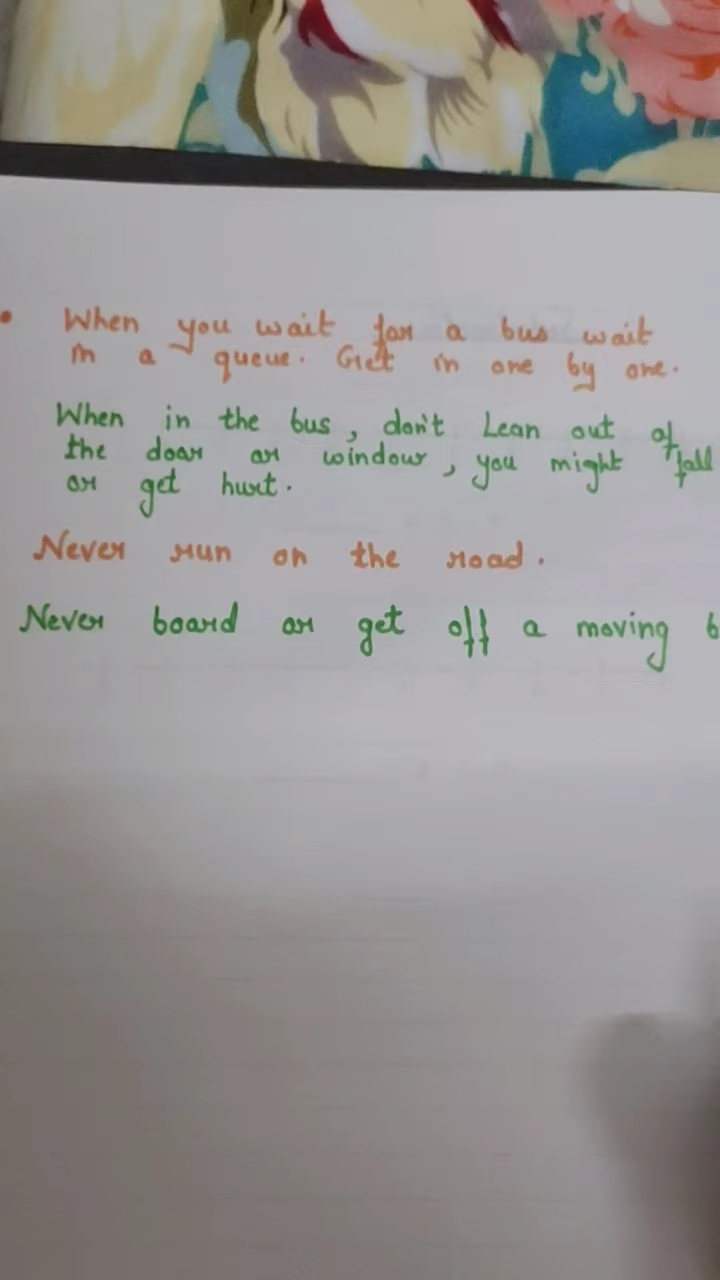 • When you wait for a bus wait
in a queue. Get in one by one.
When in the bus, don't Lean out of
the door or window, you might fall
or get hurt.
Never run on the road.
Never board or get off a moving b